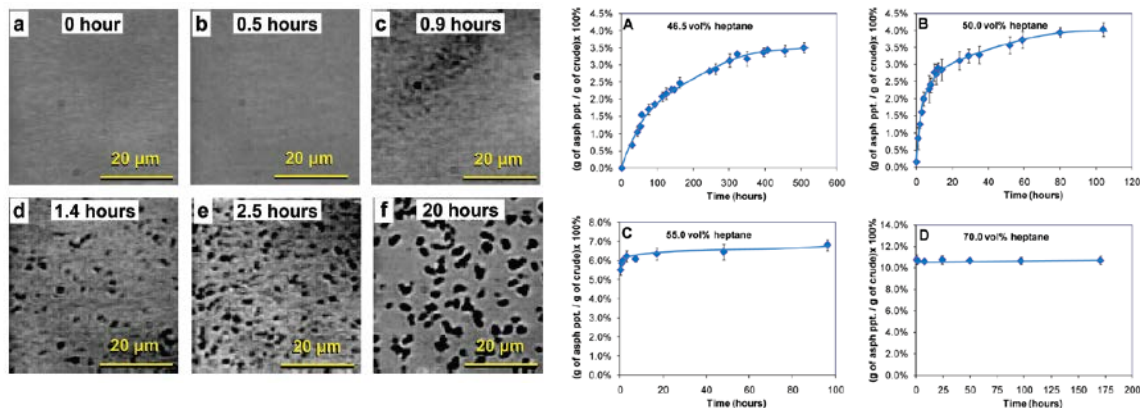 a 0 hour
20 µm
b 0.5 hours
20 µm
c 0.9 hours
20 µm
d 1.4 hours
20 µm
e 2.5 hours
20 µm
f 20 hours
20 µm
A
46.5 vol% heptane
(g of asph ppt. / g of crude)x 100%
4.5%
4.0%
3.5%
3.0%
2.5%
2.0%
1.5%
1.0%
0.5%
0.0%
0 100 200 300 400 500 600
Time (hours)
B
50.0 vol% heptane
(g of asph ppt. / g of crude)x 100%
4.5%
4.0%
3.5%
3.0%
2.5%
2.0%
1.5%
1.0%
0.5%
0.0%
0 20 40 60 80 100 120
Time (hours)
C
55.0 vol% heptane
(g of asph ppt. / g of crude)x 100%
8.0%
7.0%
6.0%
5.0%
4.0%
3.0%
2.0%
1.0%
0.0%
0 20 40 60 80 100
Time (hours)
D
70.0 vol% heptane
(g of asph ppt. / g of crude)x 100%
14.0%
12.0%
10.0%
8.0%
6.0%
4.0%
2.0%
0.0%
0 25 50 75 100 125 150 175
Time (hours)